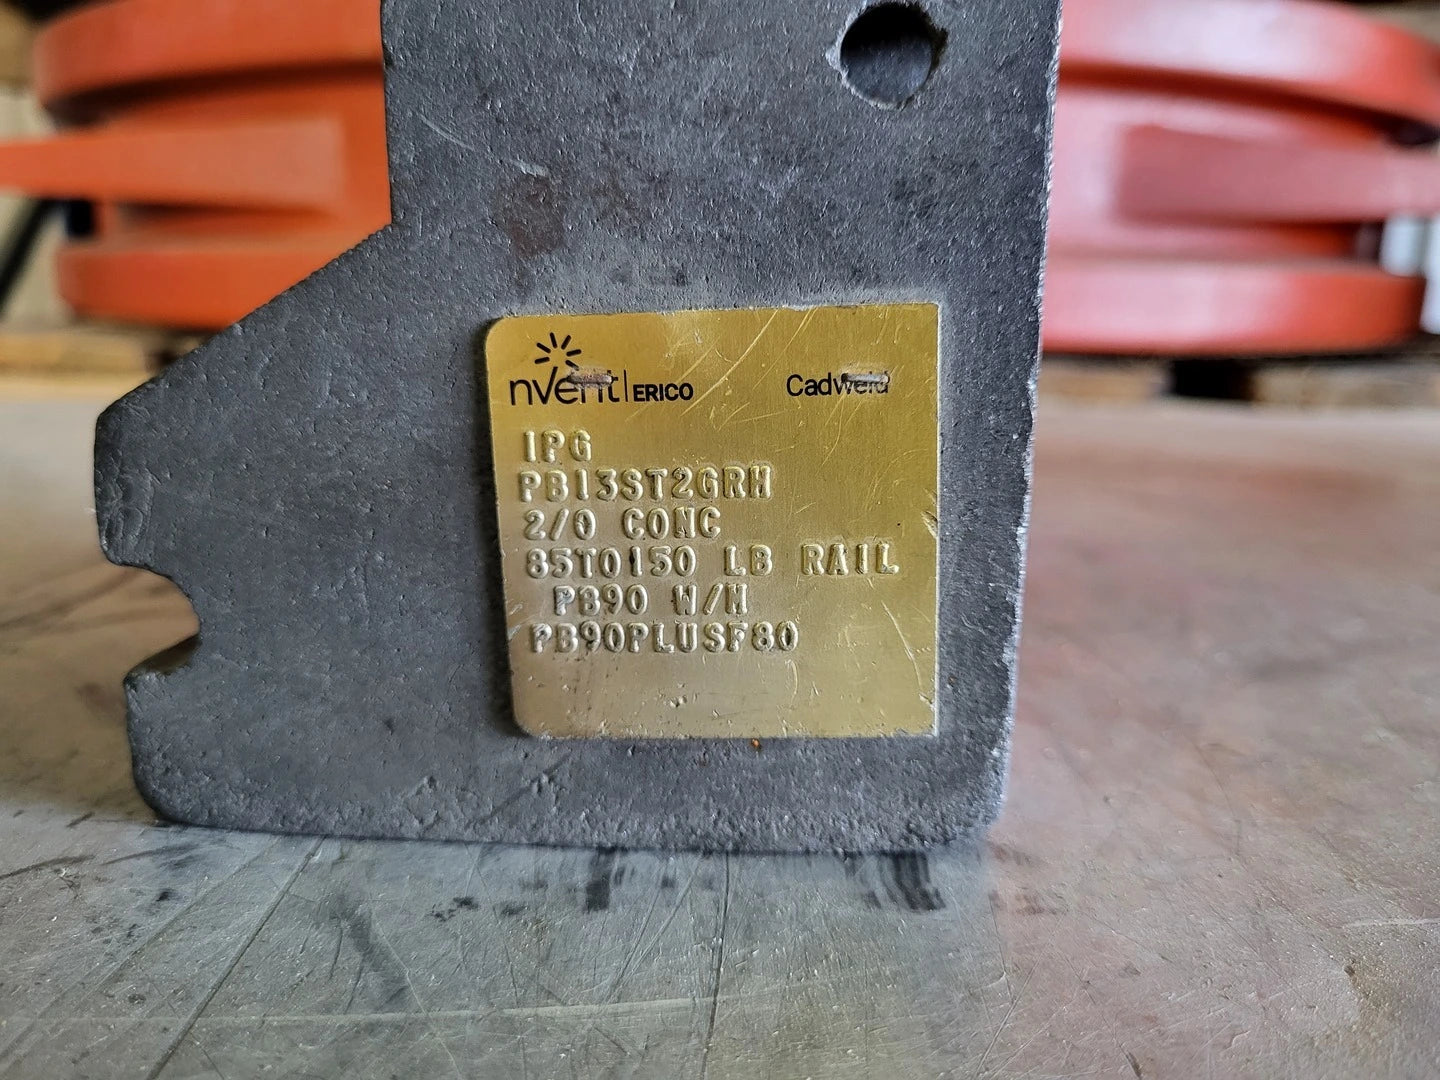 nVent | ERICO Cadweld
IPG
PB13ST2GRH
2/0 CONC
85TO150 LB RAIL
PB90 W/H
PB90PLUSF80